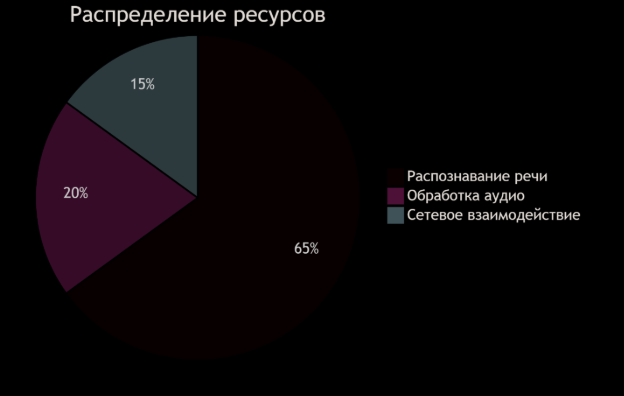 Распределение ресурсов
15%
20%
65%
Распознавание речи
Обработка аудио
Сетевое взаимодействие